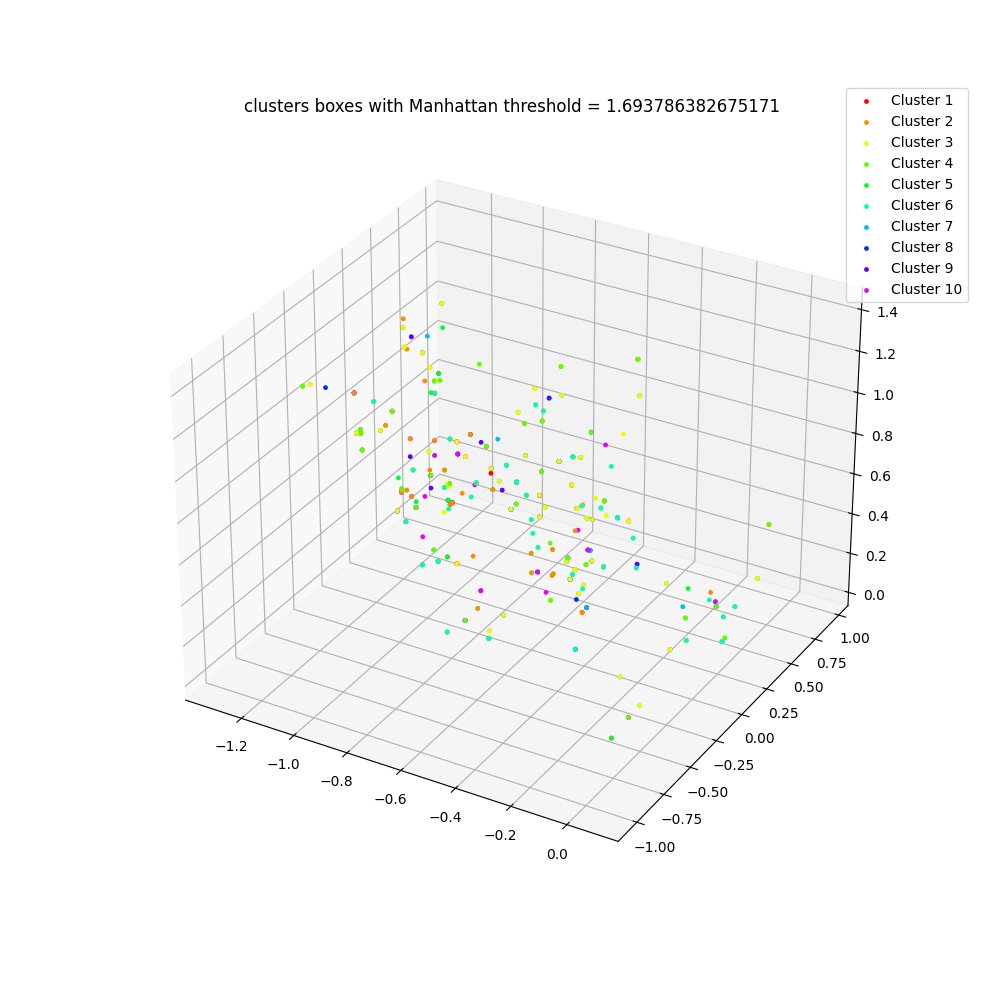 clusters boxes with Manhattan threshold = 1.693786382675171
Cluster 1
Cluster 2
Cluster 3
Cluster 4
Cluster 5
Cluster 6
Cluster 7
Cluster 8
Cluster 9
Cluster 10
1.4
1.2
1.0
0.8
0.6
0.4
0.2
0.0
1.00
0.75
0.50
0.25
0.00
−0.25
−0.50
−0.75
−1.00
−1.2
−1.0
−0.8
−0.6
−0.4
−0.2
0.0